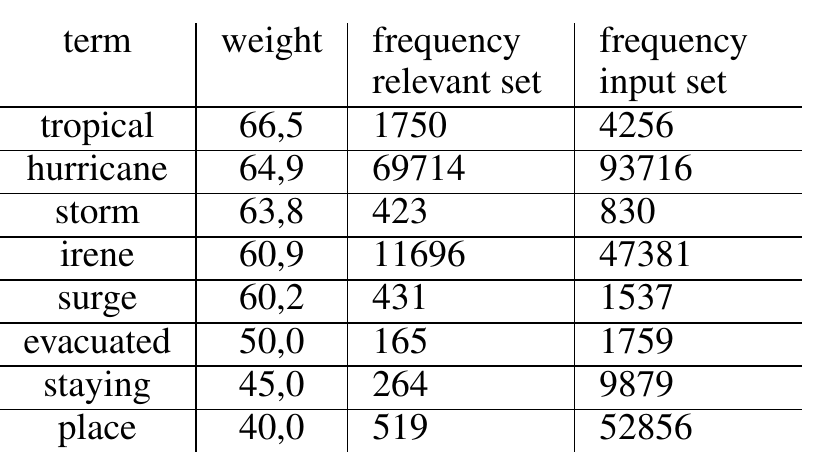 term weight frequency relevant set frequency input set
tropical 66,5 1750 4256
hurricane 64,9 69714 93716
storm 63,8 423 830
irene 60,9 11696 47381
surge 60,2 431 1537
evacuated 50,0 165 1759
staying 45,0 264 9879
place 40,0 519 52856